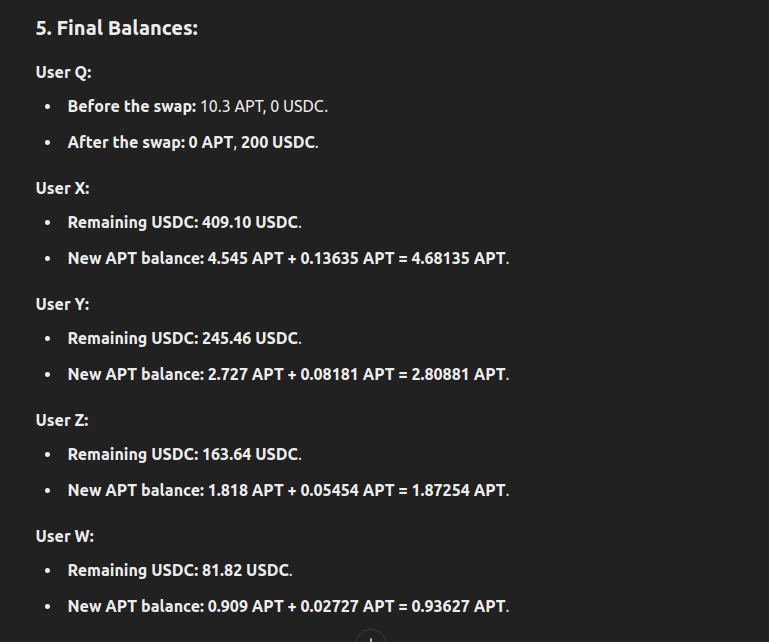 5. Final Balances:
User Q:
• Before the swap: 10.3 APT, 0 USDC.
• After the swap: 0 APT, 200 USDC.
User X:
• Remaining USDC: 409.10 USDC.
• New APT balance: 4.545 APT + 0.13635 APT = 4.68135 APT.
User Y:
• Remaining USDC: 245.46 USDC.
• New APT balance: 2.727 APT + 0.08181 APT = 2.80881 APT.
User Z:
• Remaining USDC: 163.64 USDC.
• New APT balance: 1.818 APT + 0.05454 APT = 1.87254 APT.
User W:
• Remaining USDC: 81.82 USDC.
• New APT balance: 0.909 APT + 0.02727 APT = 0.93627 APT.